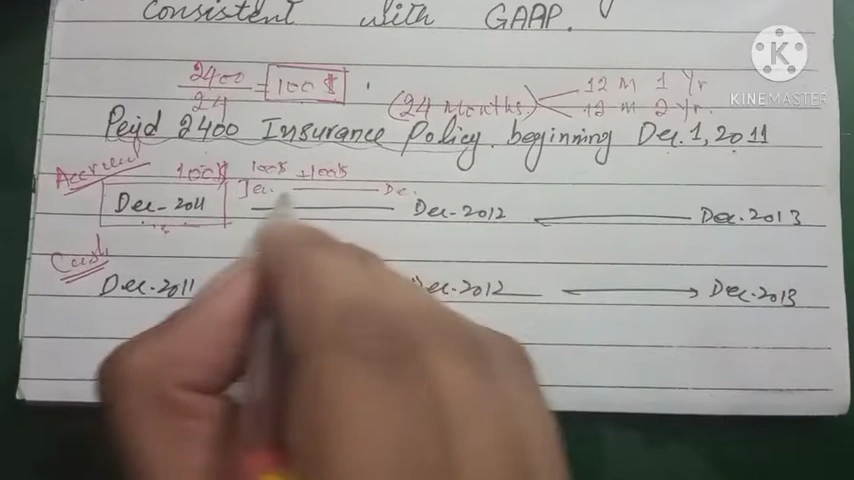 Consistent with GAAP.
2400
24 = 100$
(24 Months.) 12 M 1 Yr
12 M 2 Yr.
KINEMASTER
Peid 2400 Insurance Policy beginning Dec. 1, 2011
Accrual 100$ 100$ +100$
Jan. De.
Dec-2011 Dec-2012 Dec.2013
Cash
Dec.2011 Dec.2012 Dec.2013